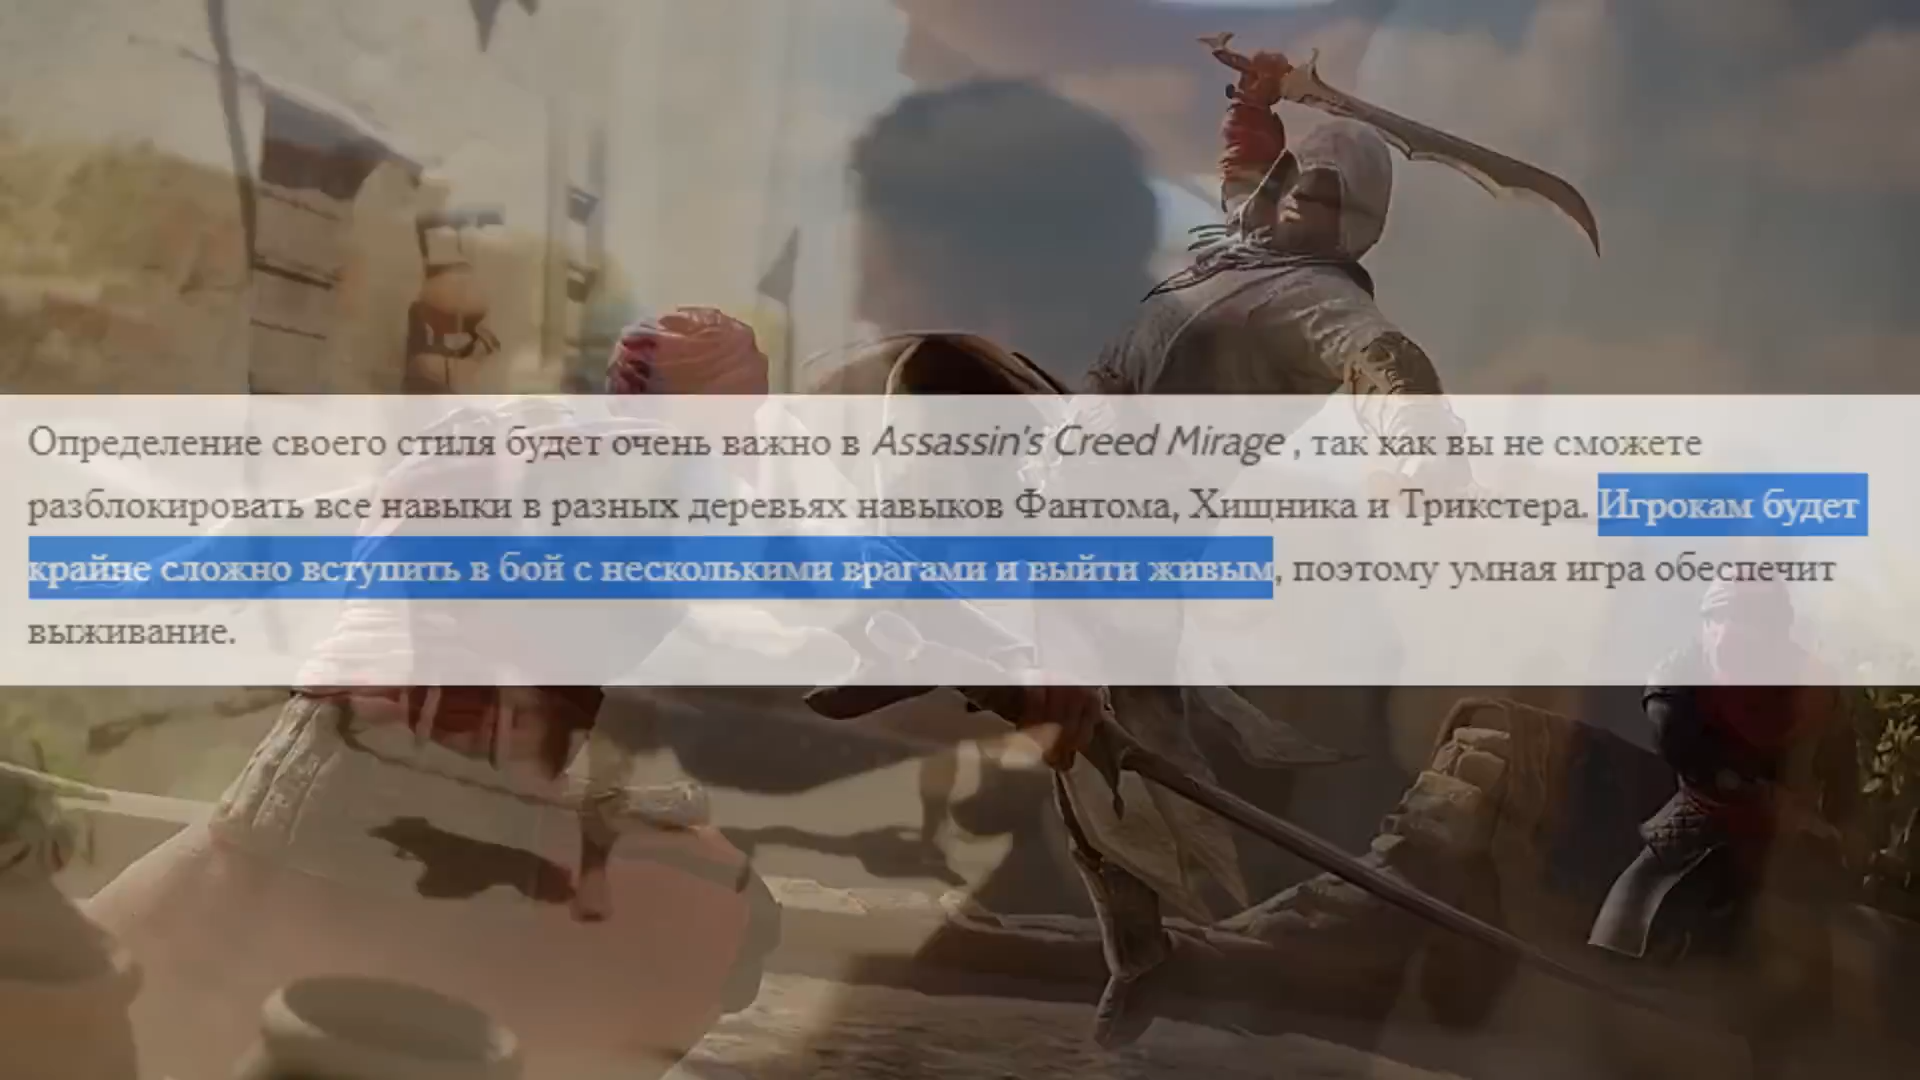 Определение своего стиля будет очень важно в Assassin's Creed Mirage , так как вы не сможете
разблокировать все навыки в разных деревьях навыков Фантома, Хищника и Трикстера. Игрокам будет
крайне сложно вступить в бой с несколькими врагами и выйти живым, поэтому умная игра обеспечит
выживание.